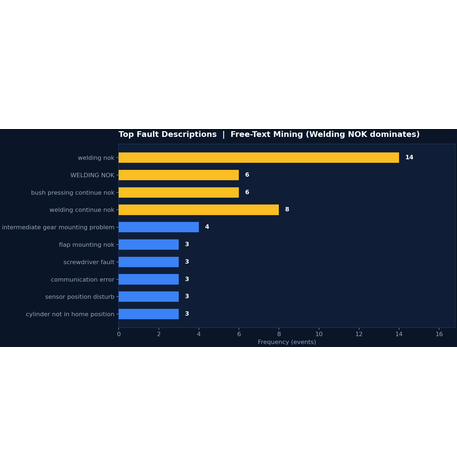 Top Fault Descriptions | Free-Text Mining (Welding NOK dominates)
welding nok 14
WELDING NOK 6
bush pressing continue nok 6
welding continue nok 8
intermediate gear mounting problem 4
flap mounting nok 3
screwdriver fault 3
communication error 3
sensor position disturb 3
cylinder not in home position 3
0 2 4 6 8 10 12 14 16
Frequency (events)